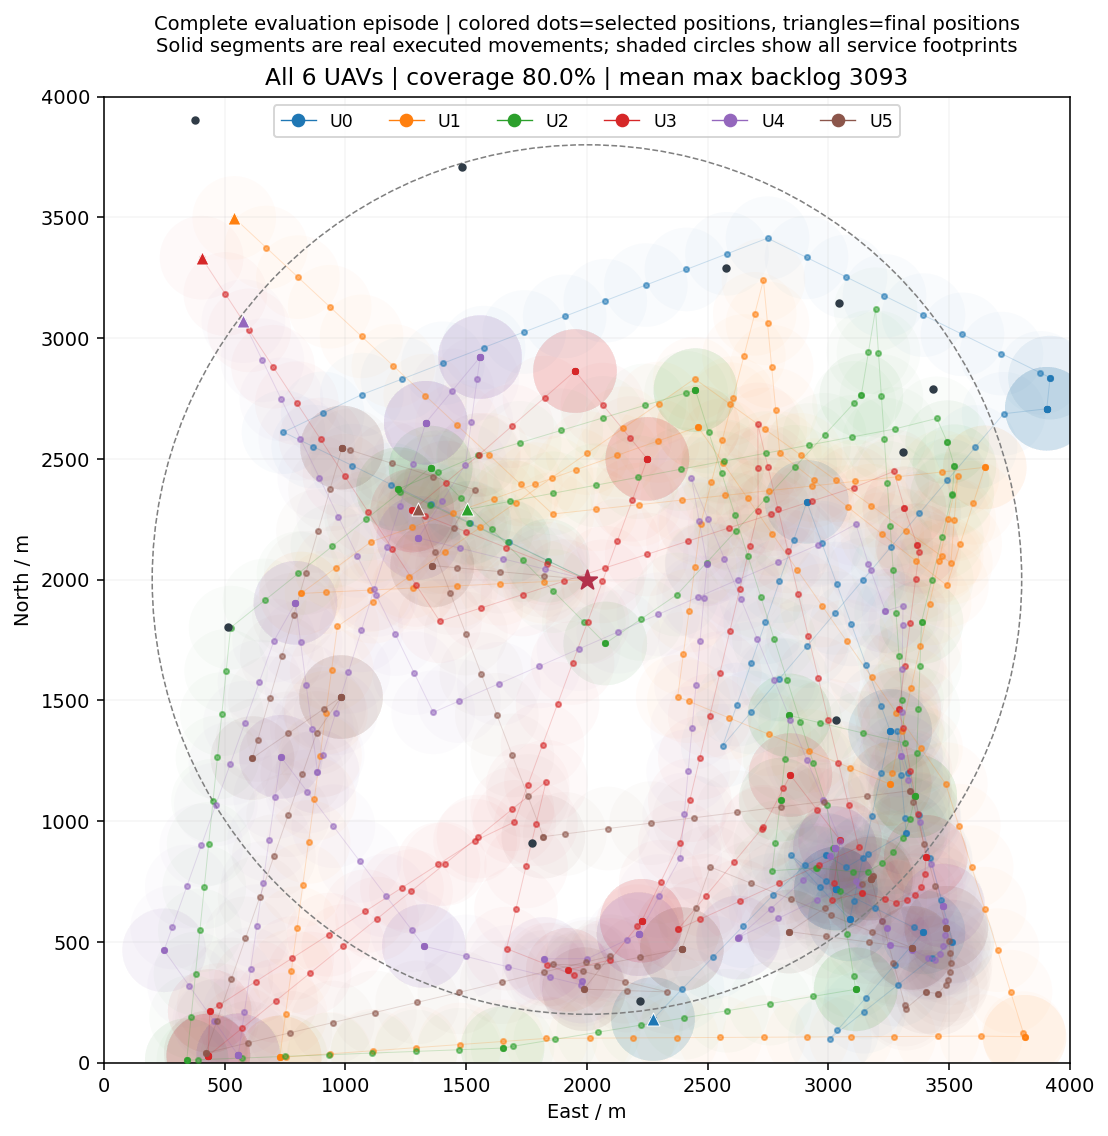 Complete evaluation episode | colored dots=selected positions, triangles=final positions
Solid segments are real executed movements; shaded circles show all service footprints
All 6 UAVs | coverage 80.0% | mean max backlog 3093
U0 U1 U2 U3 U4 U5
4000
3500
3000
2500
2000
1500
1000
500
0
North / m
0 500 1000 1500 2000 2500 3000 3500 4000
East / m